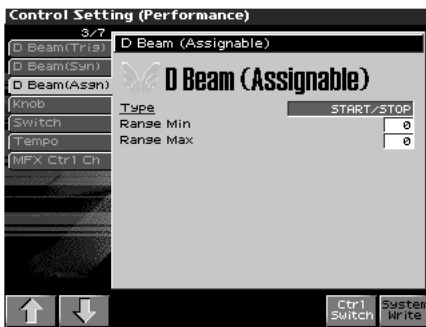 Control Setting (Performance)
3/7
D Beam(Trig)
D Beam(Syn)
D Beam(Asgn)
Knob
Switch
Tempo
MFX Ctrl Ch
D Beam (Assignable)
D Beam (Assignable)
Type START/STOP
Range Min 0
Range Max 0
Ctrl Switch
System Write